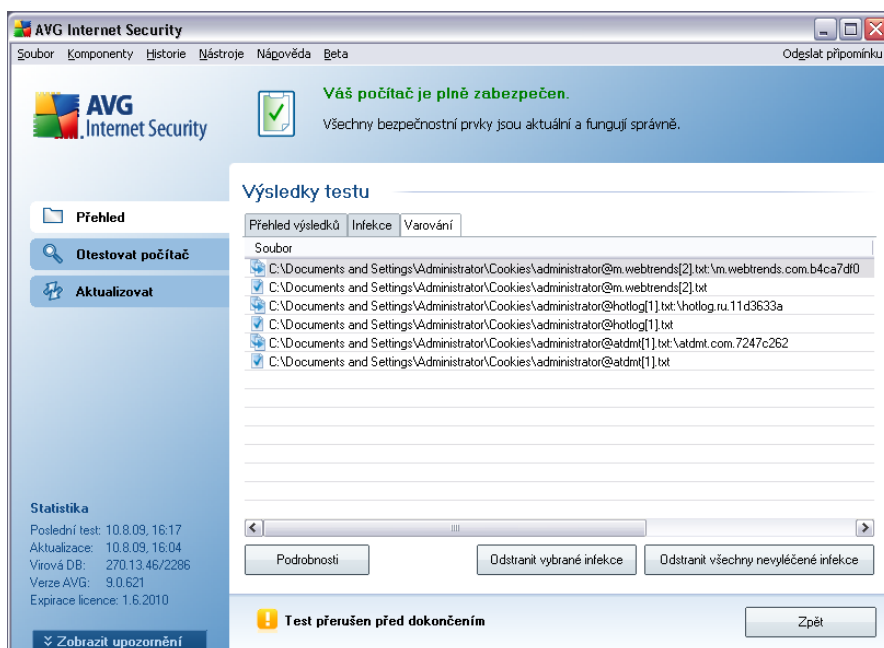 AVG Internet Security
Soubor Komponenty Historie Nástroje Nápověda Beta Odeslat připomínku
AVG
Internet Security
Váš počítač je plně zabezpečen.
Všechny bezpečnostní prvky jsou aktuální a fungují správně.
Přehled
Otestovat počítač
Aktualizovat
Výsledky testu
Přehled výsledků Infekce Varování
Soubor
C:\Documents and Settings\Administrator\Cookies\administrator@m.webtrends[2].txt:\m.webtrends.com.b4ca7df0
C:\Documents and Settings\Administrator\Cookies\administrator@m.webtrends[2].txt
C:\Documents and Settings\Administrator\Cookies\administrator@hotlog[1].txt:\hotlog.ru.11d3633a
C:\Documents and Settings\Administrator\Cookies\administrator@hotlog[1].txt
C:\Documents and Settings\Administrator\Cookies\administrator@atdmt[1].txt:\atdmt.com.7247c262
C:\Documents and Settings\Administrator\Cookies\administrator@atdmt[1].txt
Podrobnosti Odstranit vybrané infekce Odstranit všechny nevyléčené infekce
Statistika
Poslední test: 10.8.09, 16:17
Aktualizace: 10.8.09, 16:04
Virová DB: 270.13.46/2286
Verze AVG: 9.0.621
Expirace licence: 1.6.2010
Zobrazit upozornění
Test přerušen před dokončením
Zpět